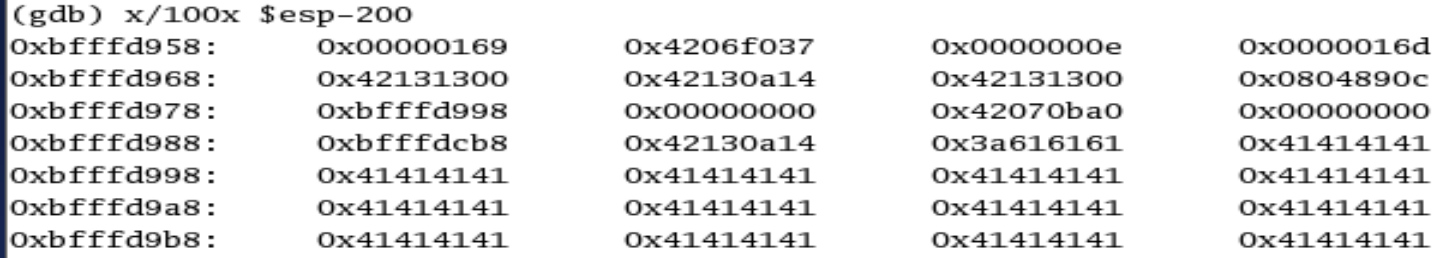 (gdb) x/100x $esp-200
0xbfffd958: 0x00000169 0x4206f037 0x0000000e 0x0000016d
0xbfffd968: 0x42131300 0x42130a14 0x42131300 0x0804890c
0xbfffd978: 0xbfffd998 0x00000000 0x42070ba0 0x00000000
0xbfffd988: 0xbfffdcb8 0x42130a14 0x3a616161 0x41414141
0xbfffd998: 0x41414141 0x41414141 0x41414141 0x41414141
0xbfffd9a8: 0x41414141 0x41414141 0x41414141 0x41414141
0xbfffd9b8: 0x41414141 0x41414141 0x41414141 0x41414141